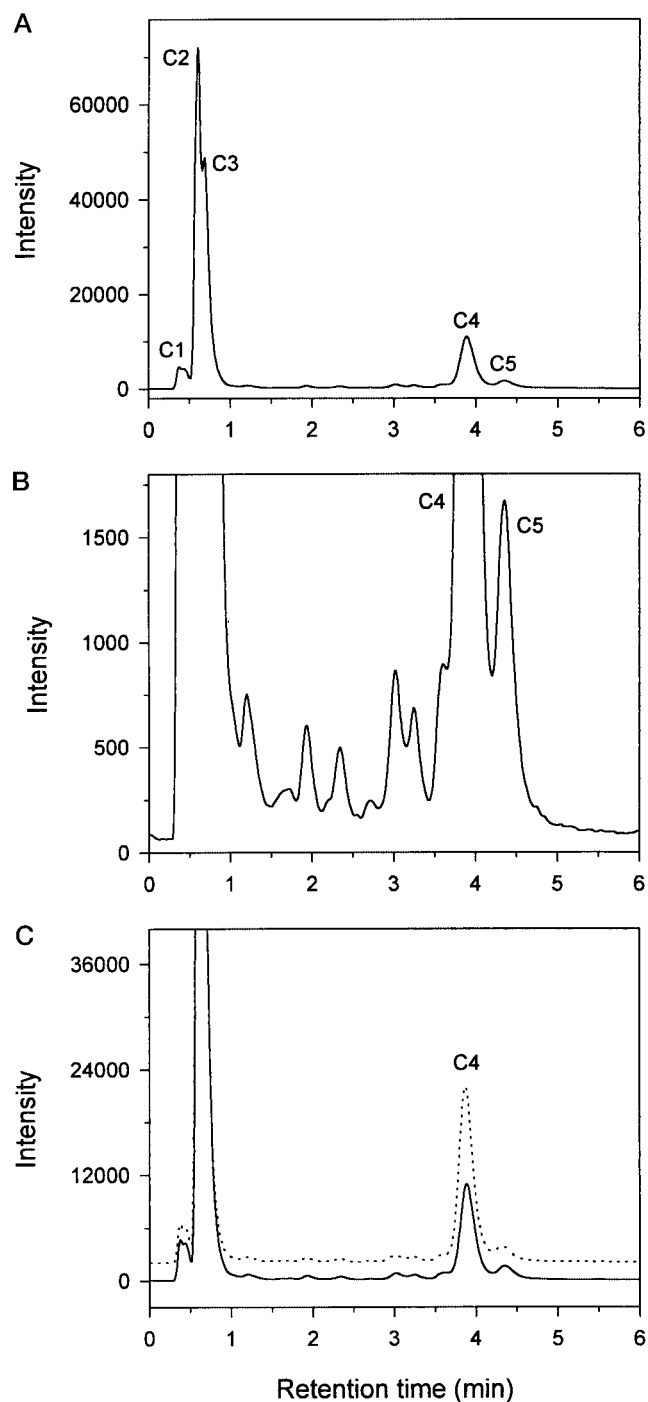 A
C2
C3
60000
40000
20000
0
Intensity
C1
C4
C5
0 1 2 3 4 5 6
B
C4
C5
1500
1000
500
0
Intensity
0 1 2 3 4 5 6
C
36000
24000
12000
0
Intensity
C4
0 1 2 3 4 5 6
Retention time (min)